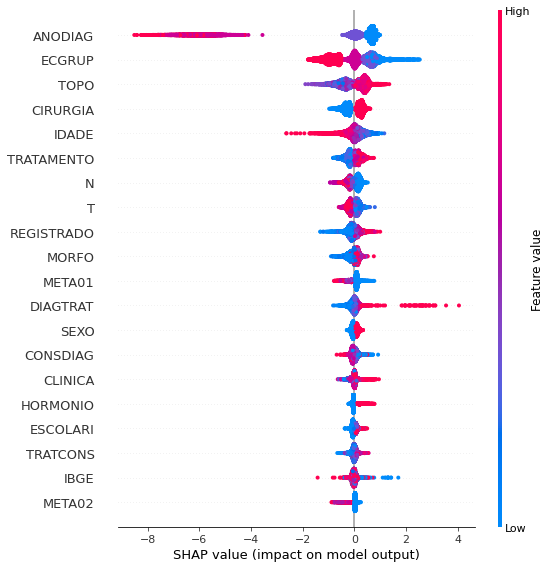 High
ANODIAG
ECGRUP
TOPO
CIRURGIA
IDADE
TRATAMENTO
N
T
REGISTRADO
MORFO
META01
DIAGTRAT
SEXO
CONSDIAG
CLINICA
HORMONIO
ESCOLARI
TRATCONS
IBGE
META02
Feature value
Low
−8 −6 −4 −2 0 2 4
SHAP value (impact on model output)